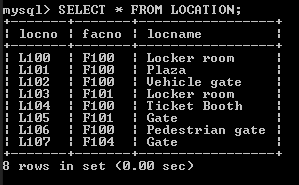 mysql> SELECT * FROM LOCATION;
+-------+-------+-----------------+
| locno | facno | locname |
+-------+-------+-----------------+
| L100 | F100 | Locker room |
| L101 | F100 | Plaza |
| L102 | F100 | Vehicle gate |
| L103 | F101 | Locker room |
| L104 | F100 | Ticket Booth |
| L105 | F101 | Gate |
| L106 | F100 | Pedestrian gate |
| L107 | F104 | Gate |
+-------+-------+-----------------+
8 rows in set (0.00 sec)